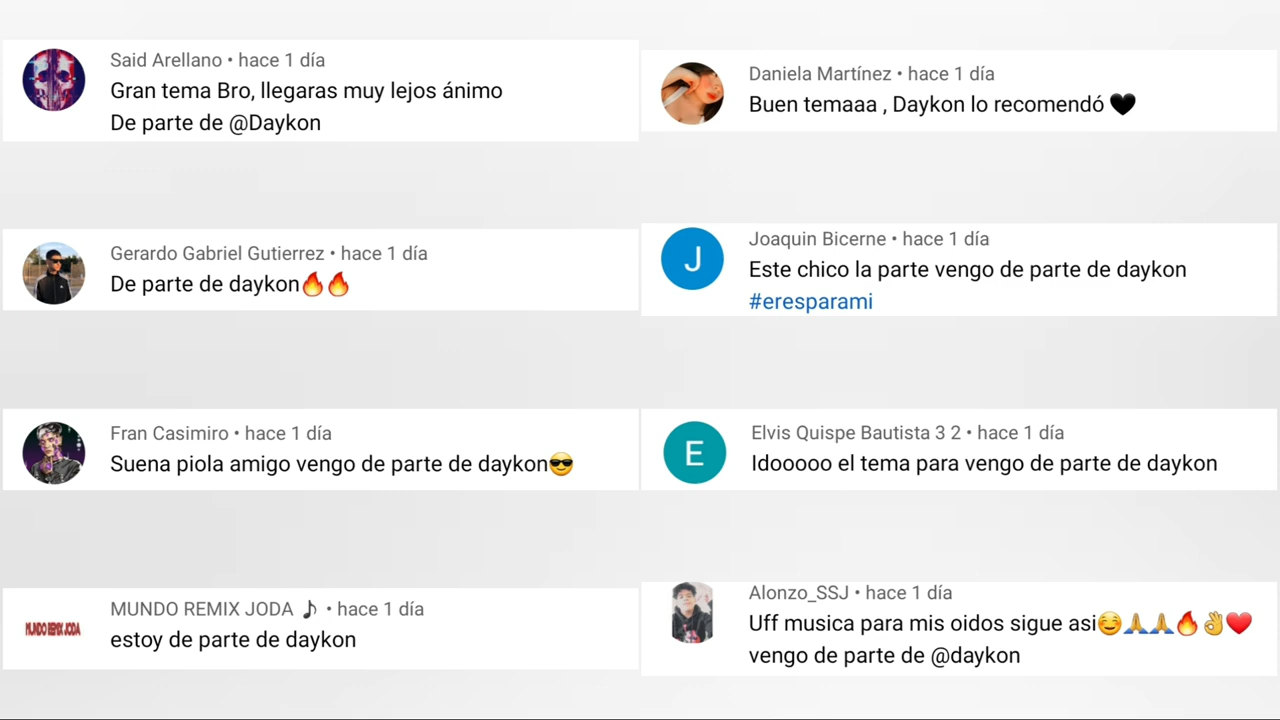 Said Arellano • hace 1 día
Gran tema Bro, llegaras muy lejos ánimo
De parte de @Daykon
Daniela Martínez • hace 1 día
Buen temaaa , Daykon lo recomendó 🖤
Gerardo Gabriel Gutierrez • hace 1 día
De parte de daykon🔥🔥
J
Joaquin Bicerne • hace 1 día
Este chico la parte vengo de parte de daykon
#eresparami
Fran Casimiro • hace 1 día
Suena piola amigo vengo de parte de daykon😎
E
Elvis Quispe Bautista 3 2 • hace 1 día
Idooooo el tema para vengo de parte de daykon
MUNDO REMIX JODA
MUNDO REMIX JODA 🎵 • hace 1 día
estoy de parte de daykon
Alonzo_SSJ • hace 1 día
Uff musica para mis oidos sigue asi☺️🙏🙏🔥👌❤️
vengo de parte de @daykon